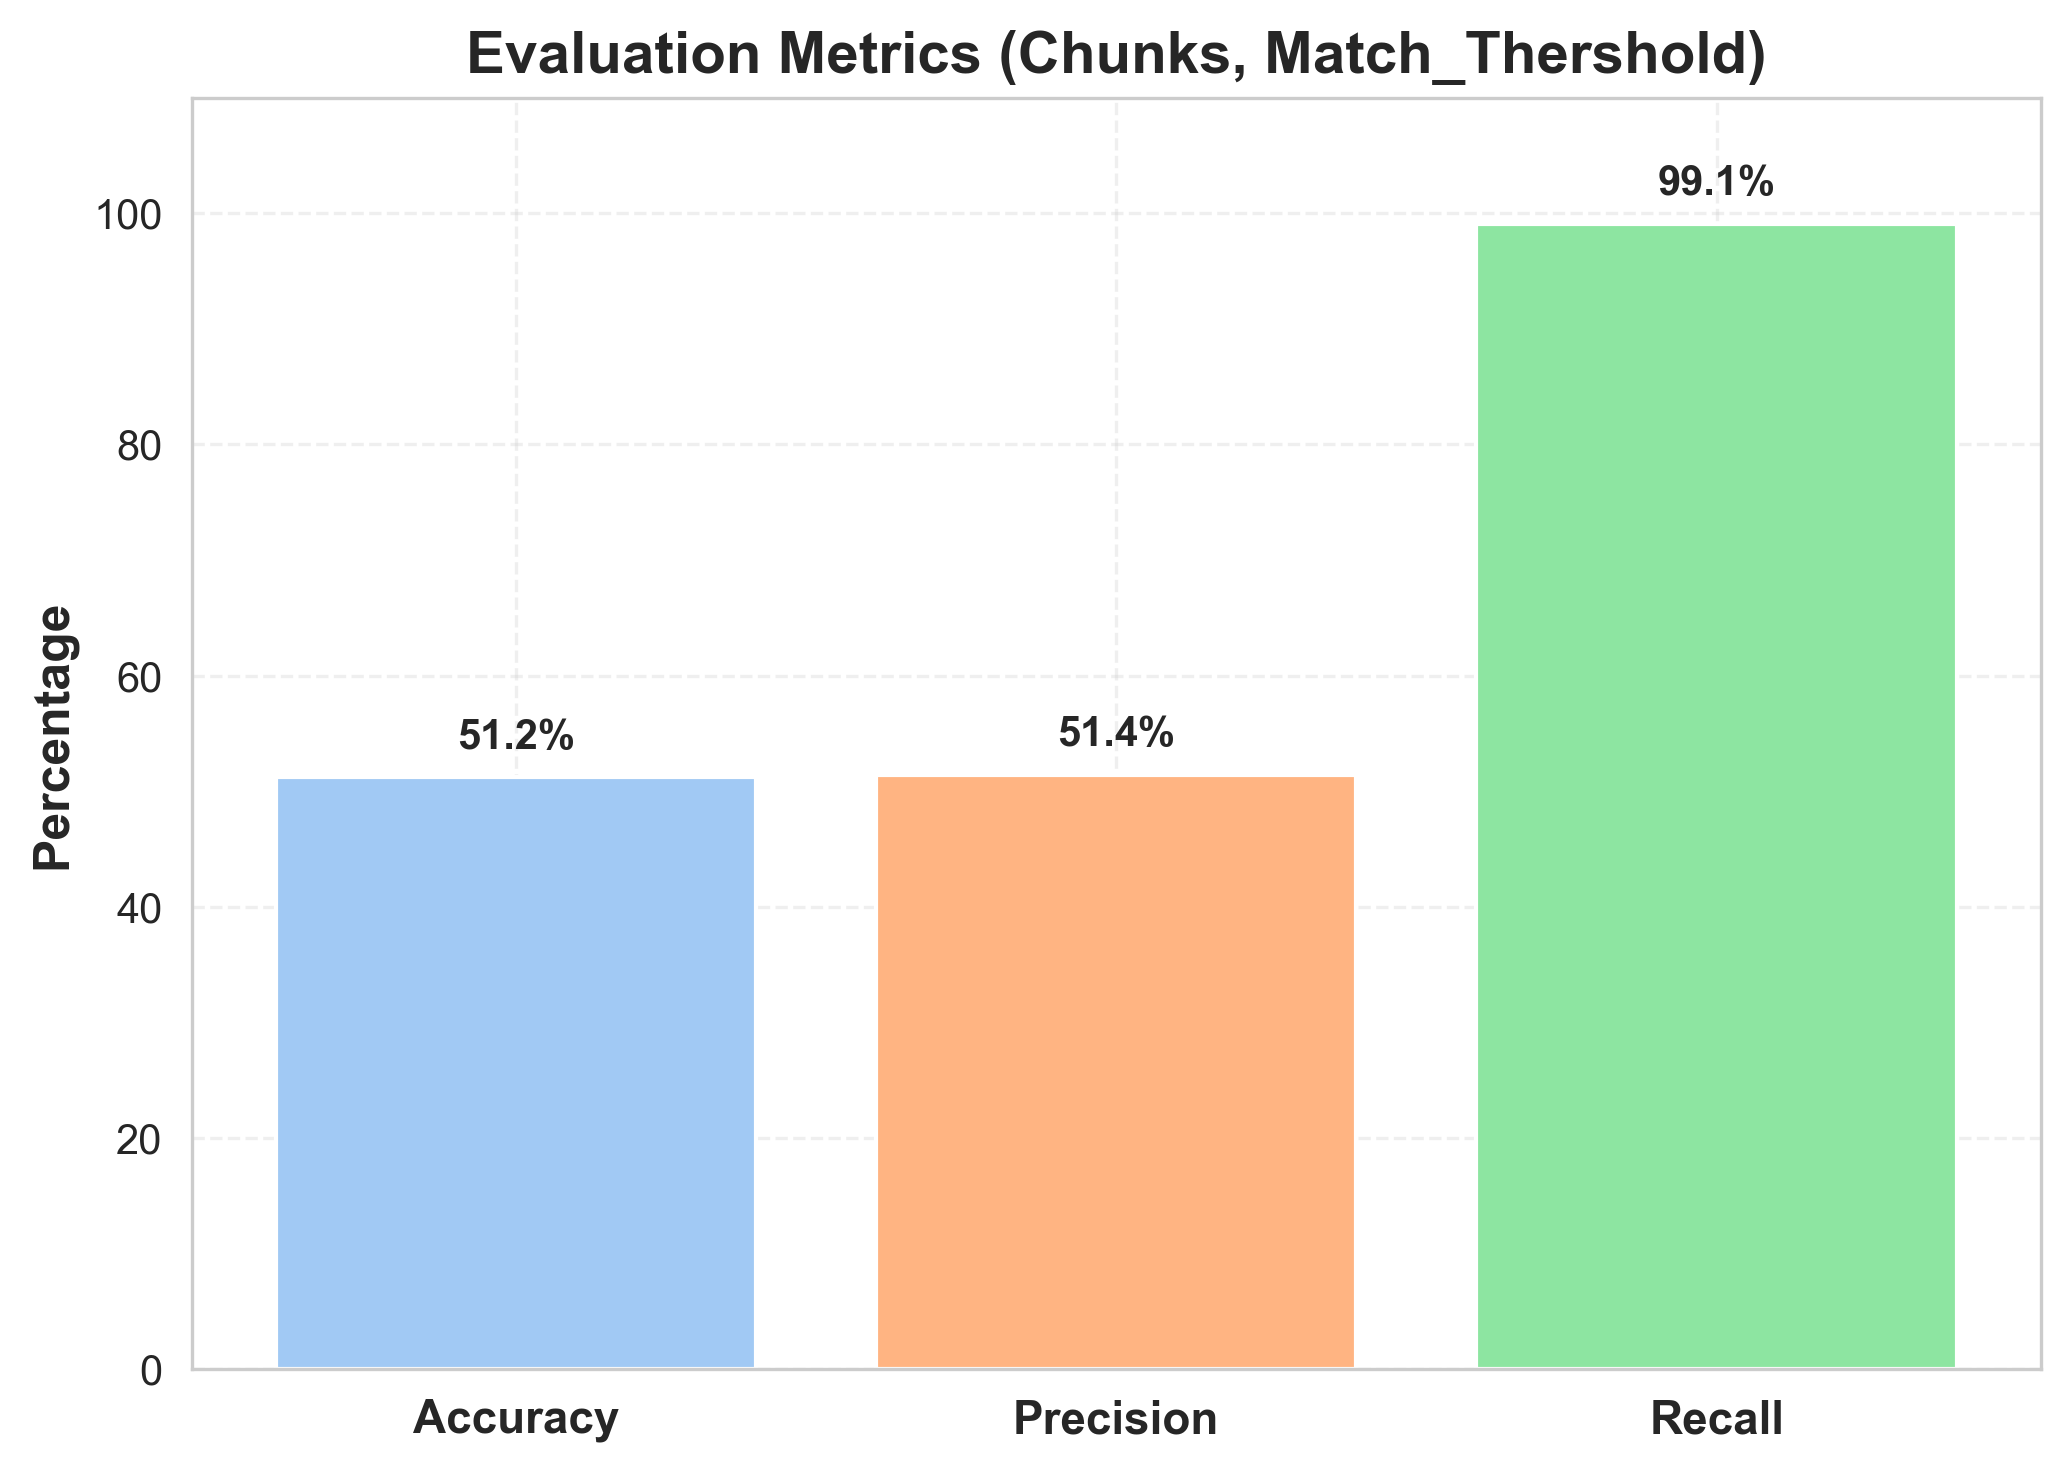 Evaluation Metrics (Chunks, Match_Thershold)
Percentage
100
80
60
40
20
0
51.2%
51.4%
99.1%
Accuracy
Precision
Recall